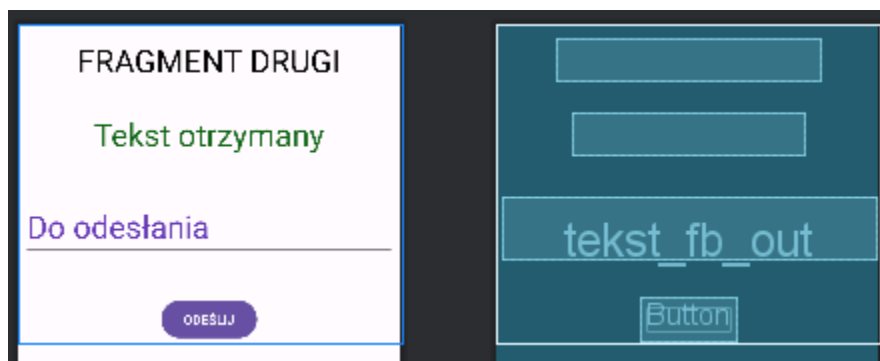 FRAGMENT DRUGI
Tekst otrzymany
Do odesłania
ODEŚLIJ
tekst_fb_out
Button